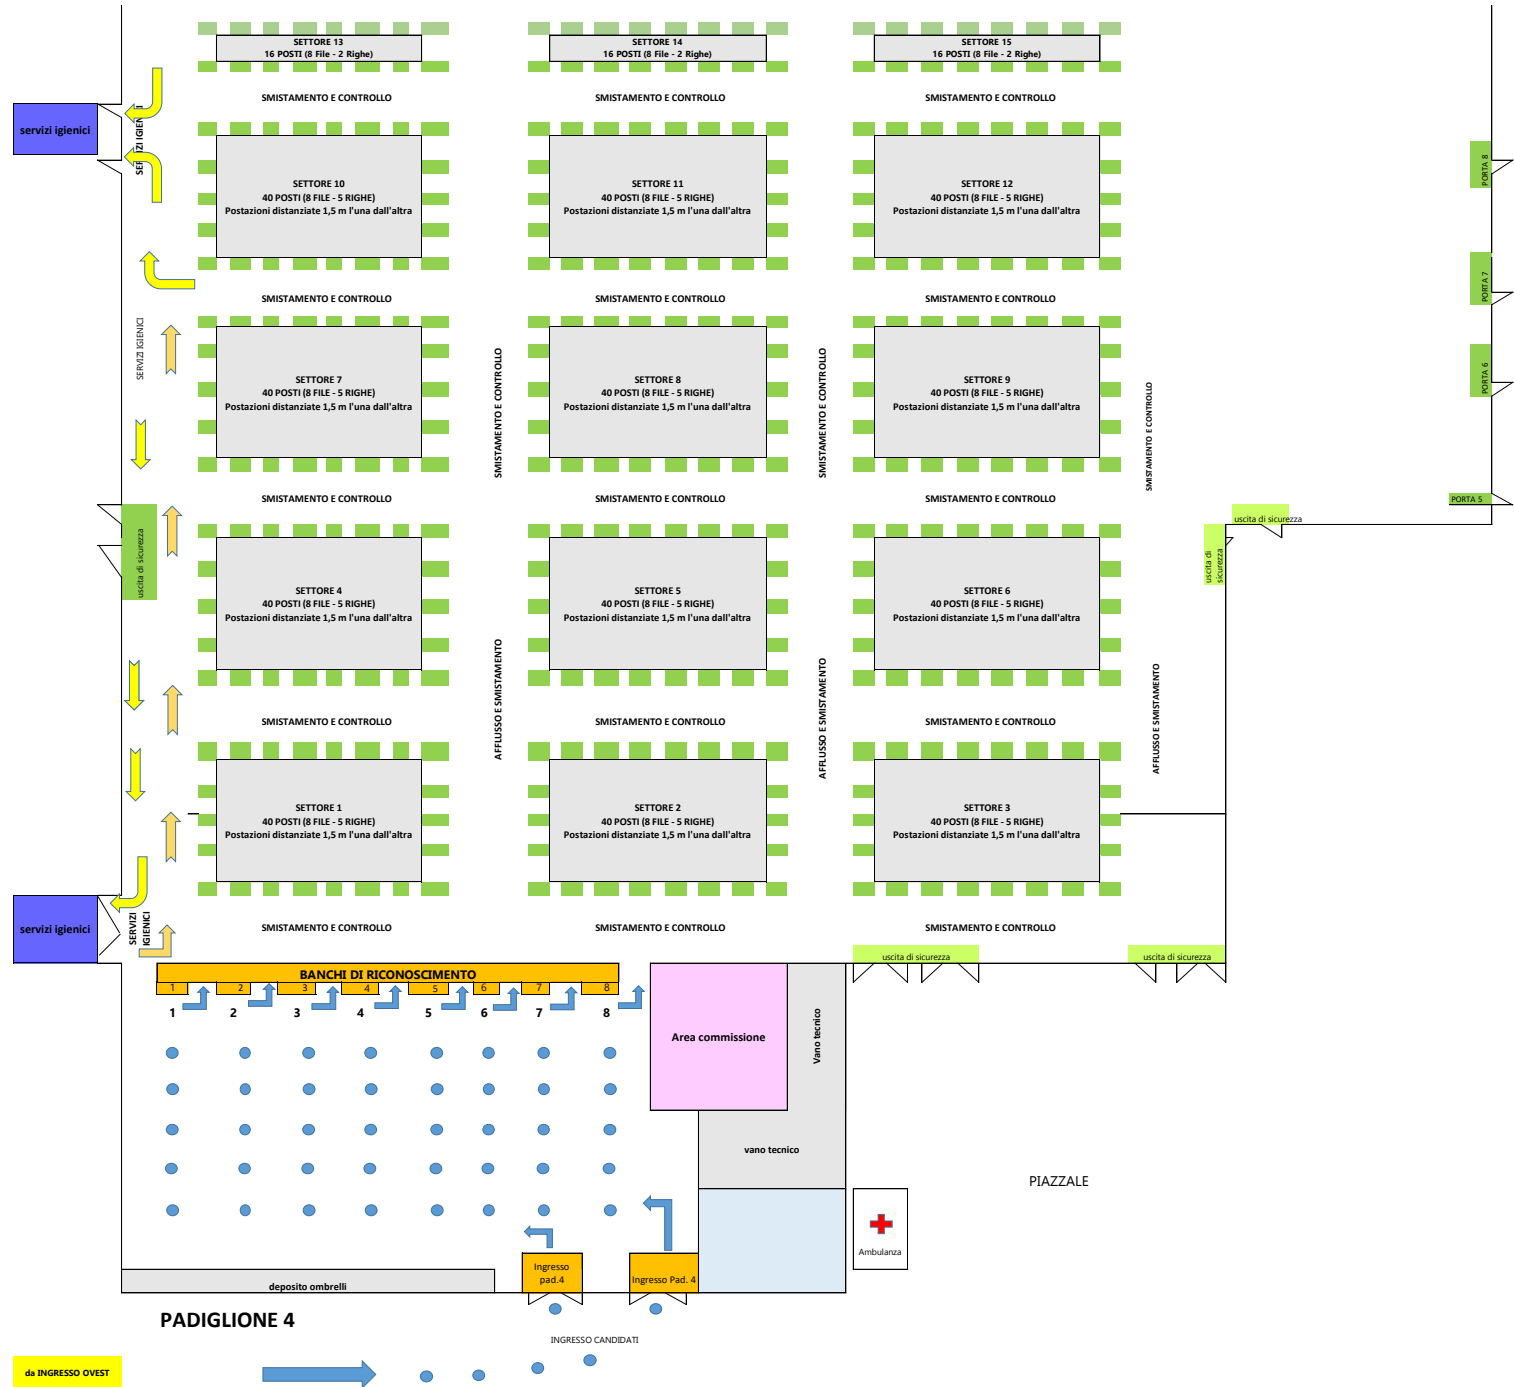 SETTORE 13
16 POSTI (8 File - 2 Righe)
SETTORE 14
16 POSTI (8 File - 2 Righe)
SETTORE 15
16 POSTI (8 File - 2 Righe)
SMISTAMENTO E CONTROLLO
SMISTAMENTO E CONTROLLO
SMISTAMENTO E CONTROLLO
servizi igienici
SERVIZI IGIENICI
SETTORE 10
40 POSTI (8 FILE - 5 RIGHE)
Postazioni distanziate 1,5 m l'una dall'altra
SETTORE 11
40 POSTI (8 FILE - 5 RIGHE)
Postazioni distanziate 1,5 m l'una dall'altra
SETTORE 12
40 POSTI (8 FILE - 5 RIGHE)
Postazioni distanziate 1,5 m l'una dall'altra
PORTA 8
PORTA 7
SMISTAMENTO E CONTROLLO
SMISTAMENTO E CONTROLLO
SMISTAMENTO E CONTROLLO
SERVIZI IGIENICI
SETTORE 7
40 POSTI (8 FILE - 5 RIGHE)
Postazioni distanziate 1,5 m l'una dall'altra
SMISTAMENTO E CONTROLLO
SETTORE 8
40 POSTI (8 FILE - 5 RIGHE)
Postazioni distanziate 1,5 m l'una dall'altra
SMISTAMENTO E CONTROLLO
SETTORE 9
40 POSTI (8 FILE - 5 RIGHE)
Postazioni distanziate 1,5 m l'una dall'altra
SMISTAMENTO E CONTROLLO
PORTA 6
SMISTAMENTO E CONTROLLO
SMISTAMENTO E CONTROLLO
SMISTAMENTO E CONTROLLO
PORTA 5
uscita di sicurezza
uscita di sicurezza
uscita di
sicurezza
SETTORE 4
40 POSTI (8 FILE - 5 RIGHE)
Postazioni distanziate 1,5 m l'una dall'altra
SETTORE 5
40 POSTI (8 FILE - 5 RIGHE)
Postazioni distanziate 1,5 m l'una dall'altra
SETTORE 6
40 POSTI (8 FILE - 5 RIGHE)
Postazioni distanziate 1,5 m l'una dall'altra
AFFLUSSO E SMISTAMENTO
AFFLUSSO E SMISTAMENTO
AFFLUSSO E SMISTAMENTO
SMISTAMENTO E CONTROLLO
SMISTAMENTO E CONTROLLO
SMISTAMENTO E CONTROLLO
SETTORE 1
40 POSTI (8 FILE - 5 RIGHE)
Postazioni distanziate 1,5 m l'una dall'altra
SETTORE 2
40 POSTI (8 FILE - 5 RIGHE)
Postazioni distanziate 1,5 m l'una dall'altra
SETTORE 3
40 POSTI (8 FILE - 5 RIGHE)
Postazioni distanziate 1,5 m l'una dall'altra
servizi igienici
SERVIZI
IGIENICI
SMISTAMENTO E CONTROLLO
SMISTAMENTO E CONTROLLO
SMISTAMENTO E CONTROLLO
uscita di sicurezza
uscita di sicurezza
BANCHI DI RICONOSCIMENTO
1 2 3 4 5 6 7 8
1 2 3 4 5 6 7 8
Area commissione
Vano tecnico
vano tecnico
PIAZZALE
Ambulanza
Ingresso
pad.4
Ingresso Pad. 4
deposito ombrelli
PADIGLIONE 4
INGRESSO CANDIDATI
da INGRESSO OVEST